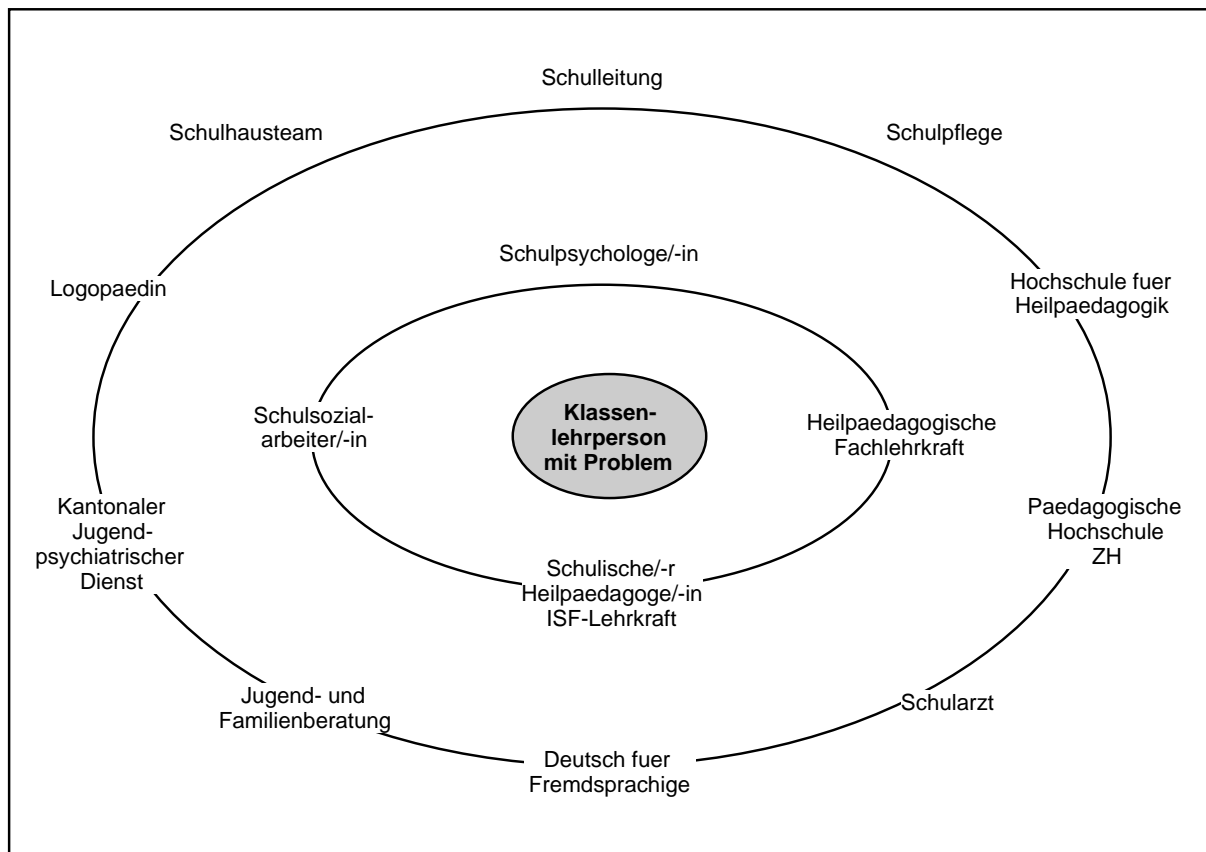 Schulleitung
Schulhausteam
Schulpflege
Schulpsychologe/-in
Logopaedin
Hochschule fuer
Heilpaedagogik
Schulsozial-
arbeiter/-in
Klassen-
lehrperson
mit Problem
Heilpaedagogische
Fachlehrkraft
Kantonaler
Jugend-
psychiatrischer
Dienst
Paedagogische
Hochschule
ZH
Schulische/-r
Heilpaedagoge/-in
ISF-Lehrkraft
Jugend- und
Familienberatung
Schularzt
Deutsch fuer
Fremdsprachige